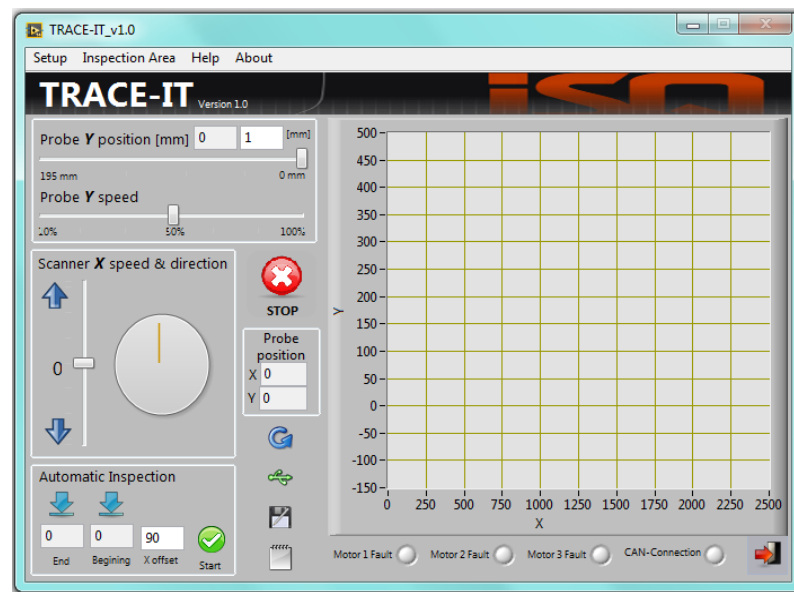 TRACE-IT_v1.0
Setup Inspection Area Help About
TRACE-IT Version 1.0
isq
Probe Y position [mm] 0 1 [mm]
195 mm 0 mm
Probe Y speed
10% 50% 100%
Scanner X speed & direction
0
STOP
Probe
position
X 0
Y 0
Automatic Inspection
0 0 90
End Begining X offset Start
500
450
400
350
300
250
200
150
100
50
0
-50
-100
-150
Y
0 250 500 750 1000 1250 1500 1750 2000 2250 2500
X
Motor 1 Fault Motor 2 Fault Motor 3 Fault CAN-Connection